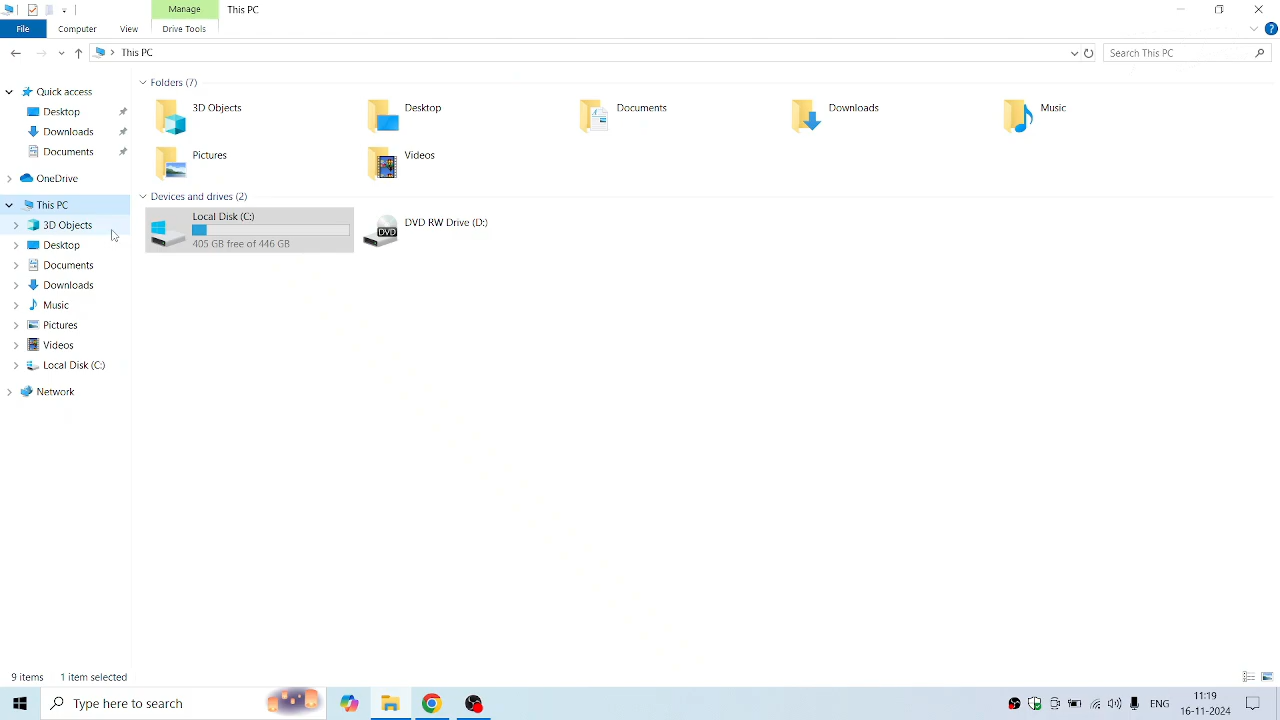 Manage
This PC
File
Computer
View
Drive Tools
This PC
Search This PC
Quick access
Desktop
Downloads
Documents
OneDrive
This PC
3D Objects
Desktop
Documents
Downloads
Music
Pictures
Videos
Local Disk (C:)
Network
Folders (7)
3D Objects
Desktop
Documents
Downloads
Music
Pictures
Videos
Devices and drives (2)
Local Disk (C:)
405 GB free of 446 GB
DVD
DVD RW Drive (D:)
9 items
1 item selected
Type here to search
ENG
11:19
16-11-2024